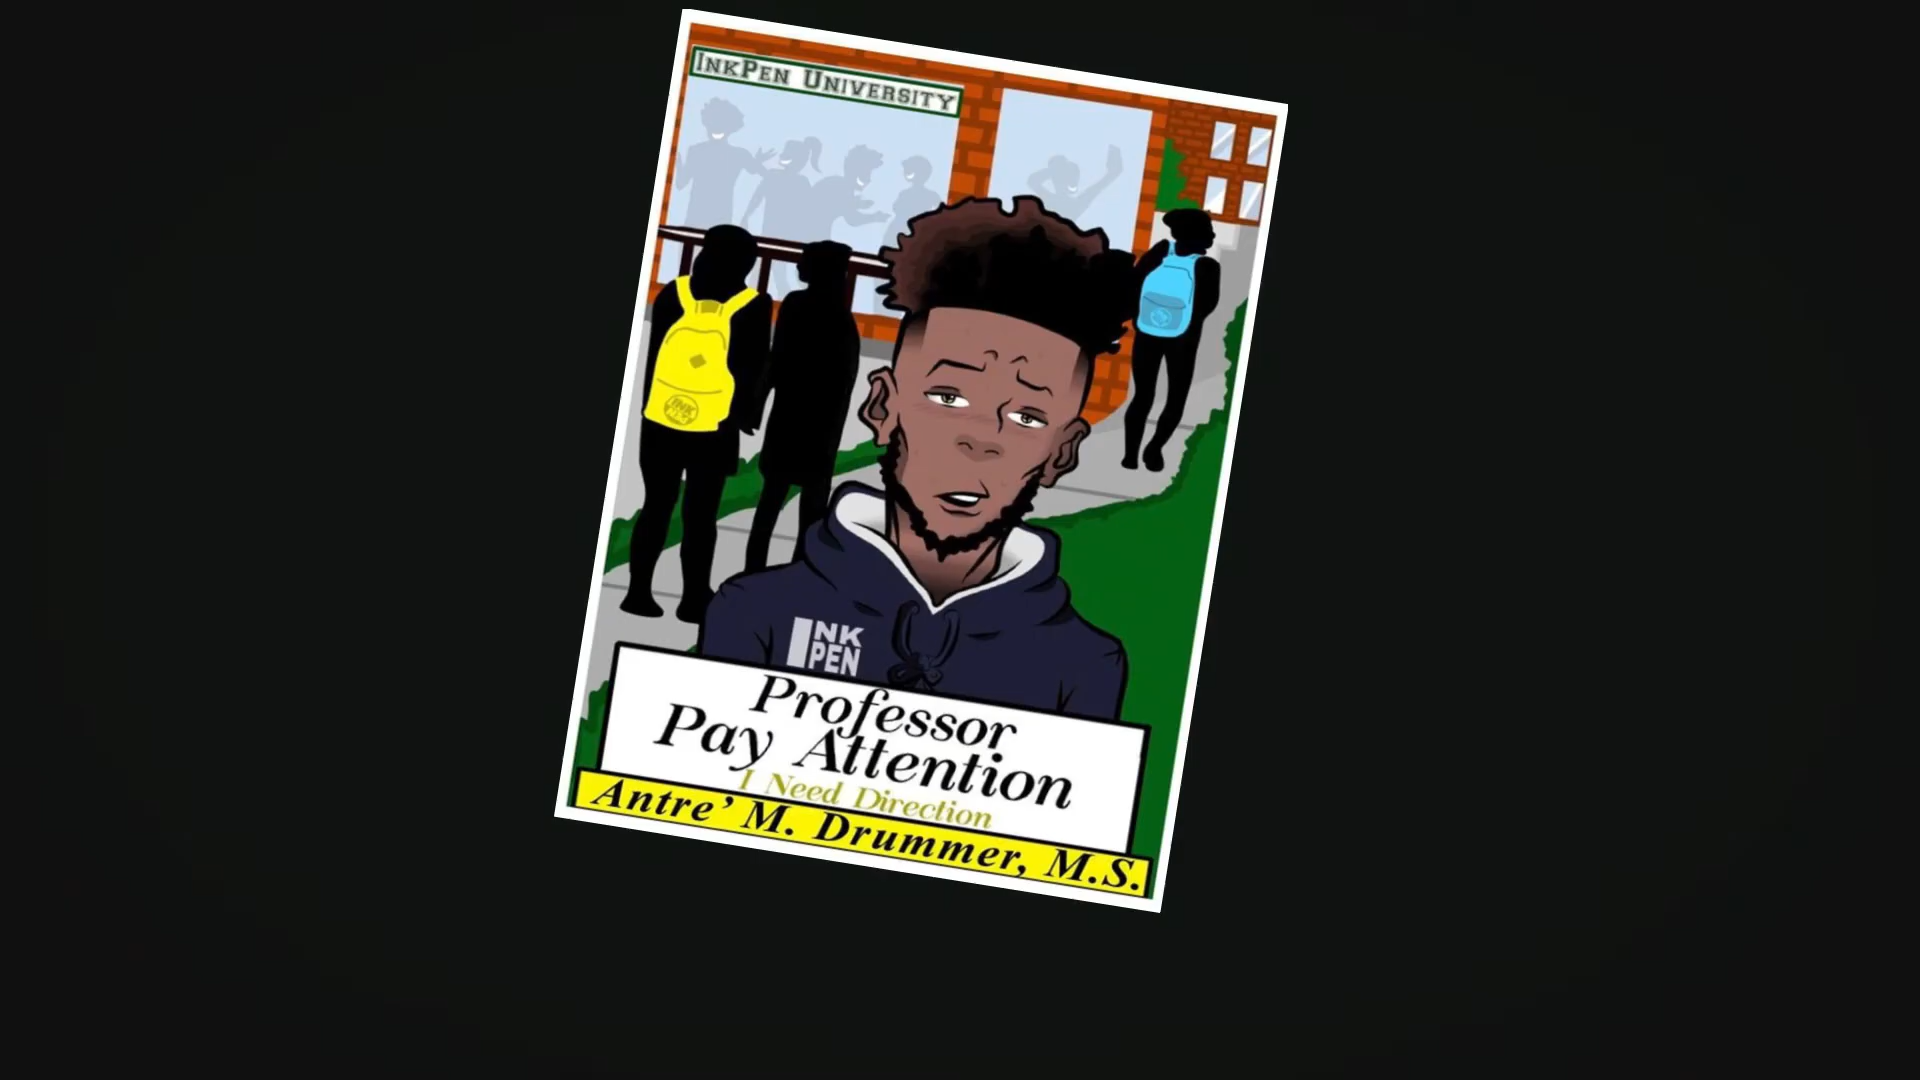 InkPen University
INK
PEN
Professor
Pay Attention
I Need Direction
Antre’ M. Drummer, M.S.